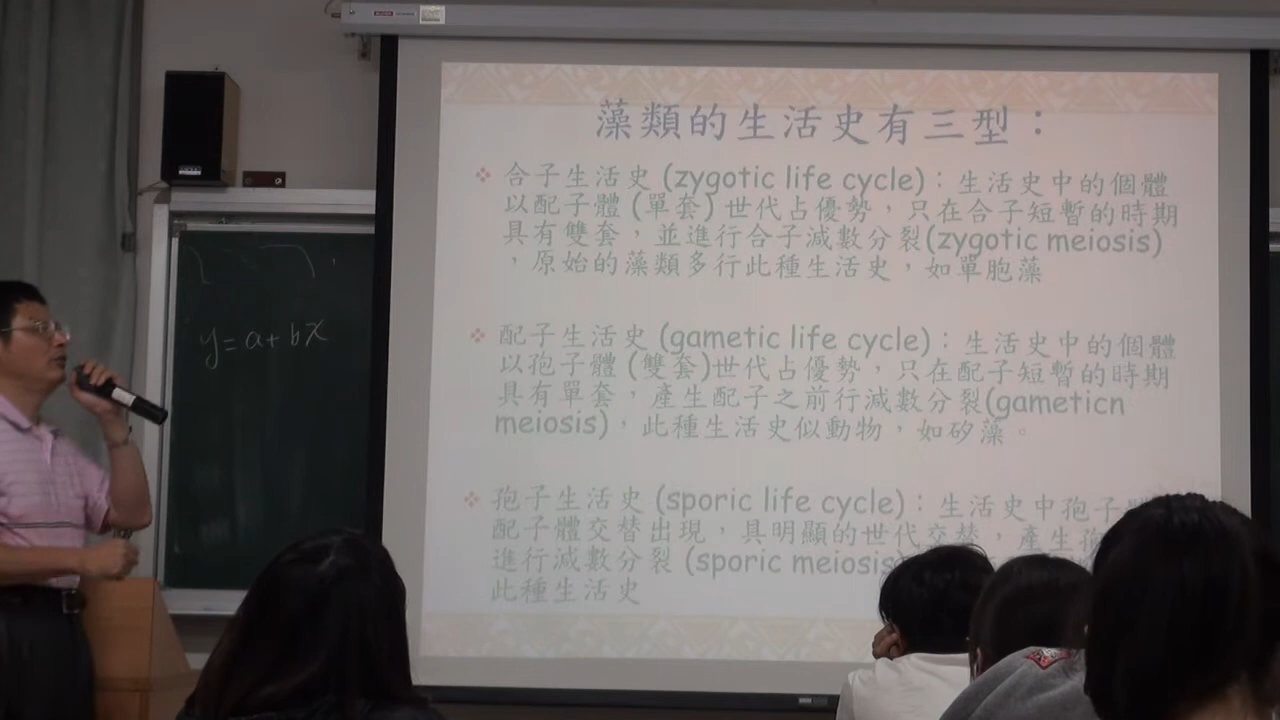 藻類的生活史有三型：
合子生活史 (zygotic life cycle)：生活史中的個體
以配子體 (單套) 世代占優勢，只在合子短暫的時期
具有雙套，並進行合子減數分裂(zygotic meiosis)
，原始的藻類多行此種生活史，如單胞藻
配子生活史 (gametic life cycle)：生活史中的個體
以孢子體 (雙套)世代占優勢，只在配子短暫的時期
具有單套，產生配子之前行減數分裂(gameticn
meiosis)，此種生活史似動物，如矽藻。
孢子生活史 (sporic life cycle)：生活史中孢子
配子體交替出現，具明顯的世代交替，產生
進行減數分裂 (sporic meiosis
此種生活史
y=a+bx